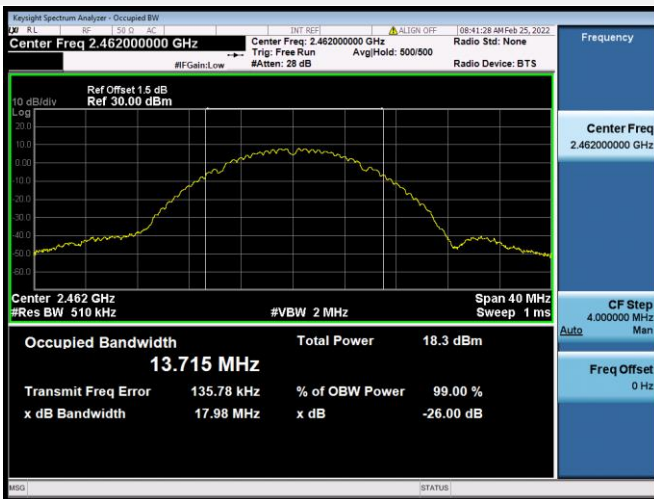 Keysight Spectrum Analyzer - Occupied BW
LXI RL RF 50 Ω AC INT REF ALIGN OFF 08:41:28 AM Feb 25, 2022
Center Freq 2.462000000 GHz Center Freq: 2.462000000 GHz Radio Std: None Frequency
Trig: Free Run Avg|Hold: 500/500
#IFGain:Low #Atten: 28 dB Radio Device: BTS
Ref Offset 1.5 dB
10 dB/div Ref 30.00 dBm
Log
20.0
10.0
0.00
-10.0
-20.0
-30.0
-40.0
-50.0
-60.0
Center Freq
2.462000000 GHz
Center 2.462 GHz Span 40 MHz
#Res BW 510 kHz #VBW 2 MHz Sweep 1 ms
CF Step
4.000000 MHz
Auto Man
Occupied Bandwidth Total Power 18.3 dBm
13.715 MHz
Transmit Freq Error 135.78 kHz % of OBW Power 99.00 %
x dB Bandwidth 17.98 MHz x dB -26.00 dB
Freq Offset
0 Hz
MSG STATUS